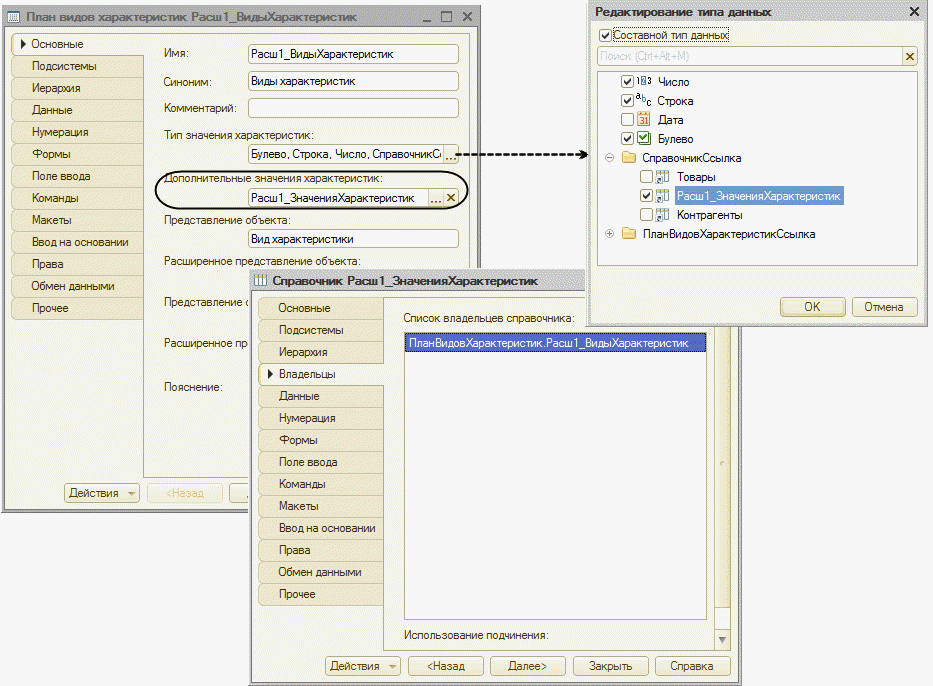 План видов характеристик Расш1_ВидыХарактеристик
Основные
Подсистемы
Иерархия
Данные
Нумерация
Формы
Поле ввода
Команды
Макеты
Ввод на основании
Права
Обмен данными
Прочее
Имя: Расш1_ВидыХарактеристик
Синоним: Виды характеристик
Комментарий:
Тип значения характеристик:
Булево, Строка, Число, СправочникС ...
Дополнительные значения характеристик:
Расш1_ЗначенияХарактеристик ...
Представление объекта:
Вид характеристики
Расширенное представление объекта:
Представление с
Расширенное пр
Пояснение:
Действия <Назад
Редактирование типа данных
Составной тип данных
Поиск (Ctrl+Alt+M)
Число
Строка
Дата
Булево
СправочникСсылка
Товары
Расш1_ЗначенияХарактеристик
Контрагенты
ПланВидовХарактеристикСсылка
OK Отмена
Справочник Расш1_ЗначенияХарактеристик
Основные
Подсистемы
Иерархия
Владельцы
Данные
Нумерация
Формы
Поле ввода
Команды
Макеты
Ввод на основании
Права
Обмен данными
Прочее
Список владельцев справочника:
ПланВидовХарактеристик.Расш1_ВидыХарактеристик
Использование подчинения:
Действия <Назад Далее> Закрыть Справка